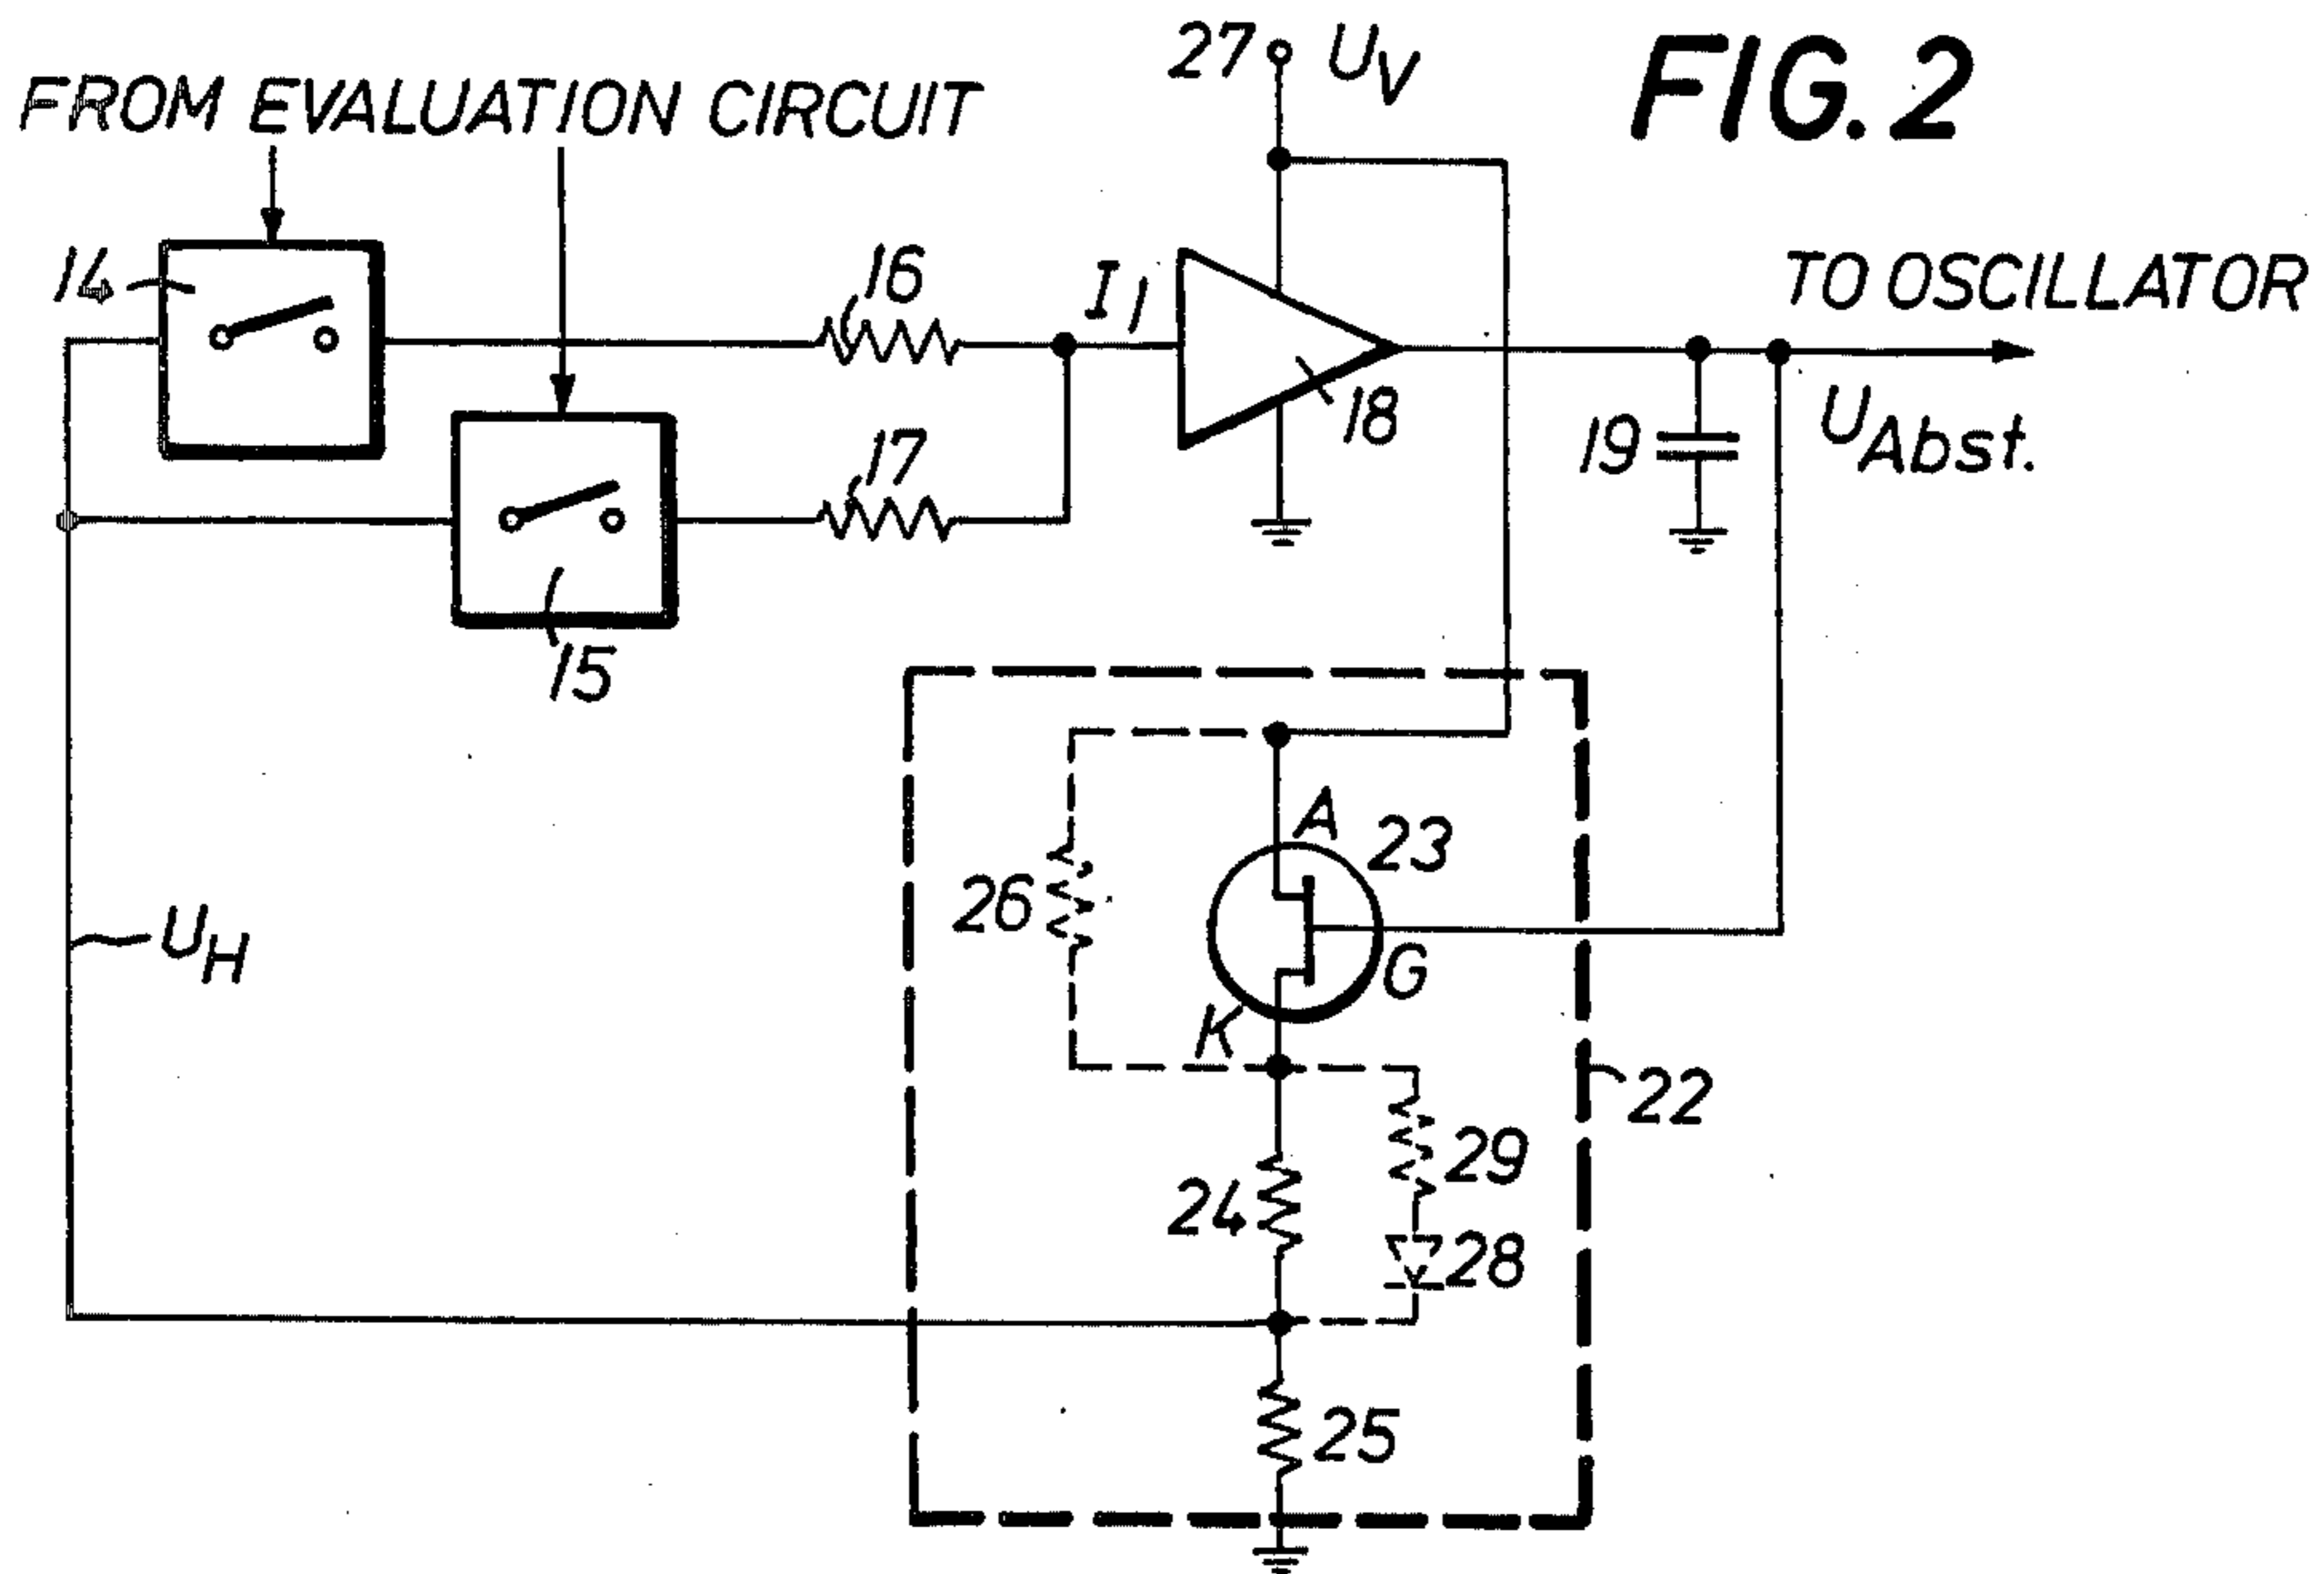 27 U_V
FIG. 2
FROM EVALUATION CIRCUIT
TO OSCILLATOR
14
16
I_1
18
19
U_Abst.
17
15
A
23
26
G
U_H
K
22
29
24
28
25